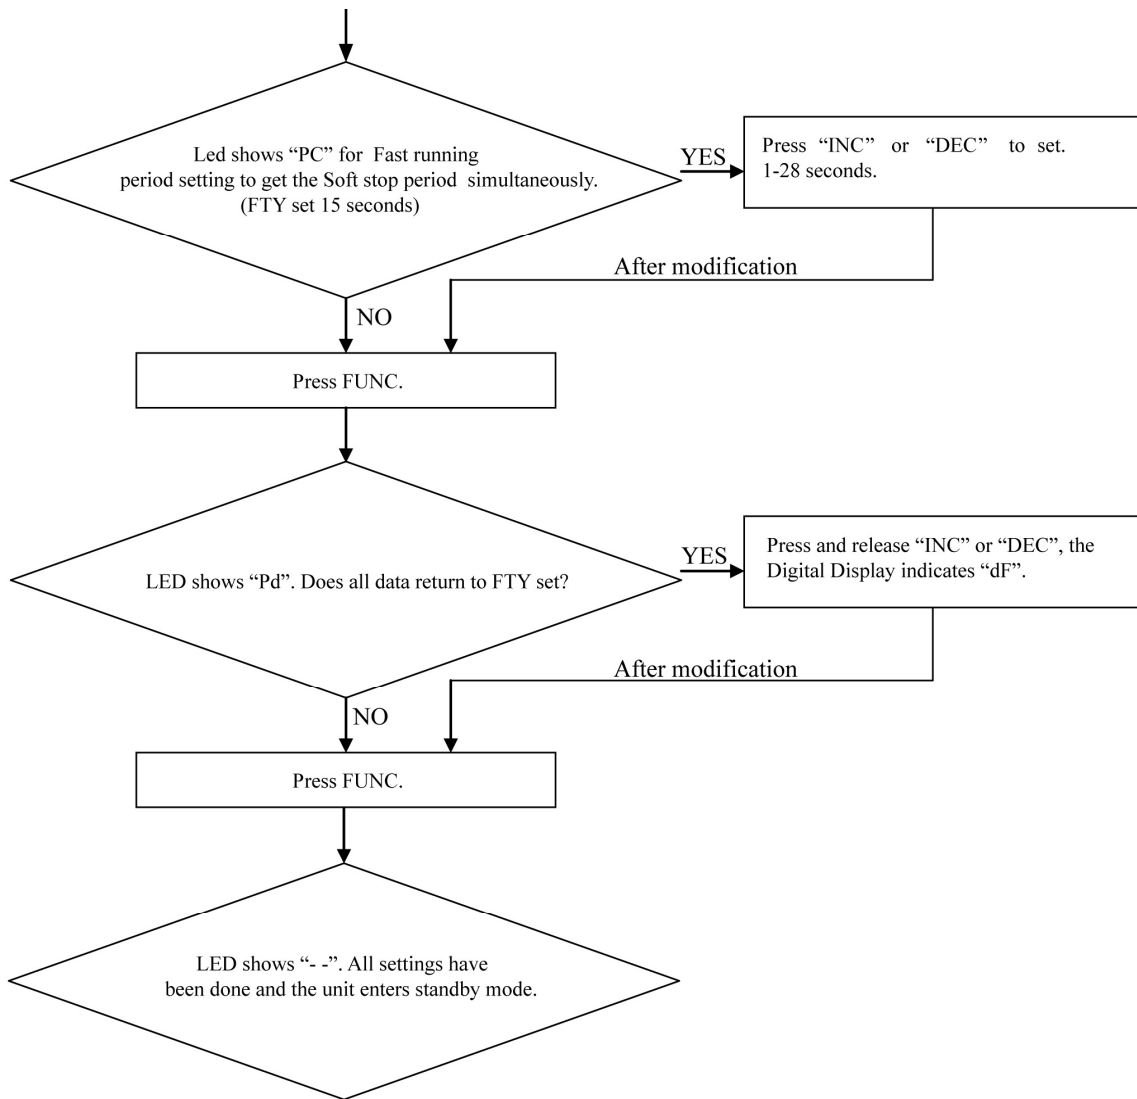 Led shows “PC” for Fast running
period setting to get the Soft stop period simultaneously.
(FTY set 15 seconds)
YES
Press “INC” or “DEC” to set.
1-28 seconds.
After modification
NO
Press FUNC.
LED shows “Pd”. Does all data return to FTY set?
YES
Press and release “INC” or “DEC”, the
Digital Display indicates “dF”.
After modification
NO
Press FUNC.
LED shows “- -”. All settings have
been done and the unit enters standby mode.